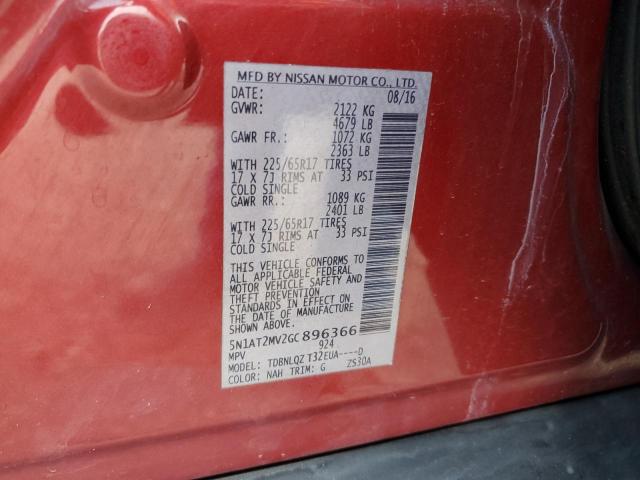 MFD BY NISSAN MOTOR CO., LTD.
DATE: 08/16
GVWR: 2122 KG
4679 LB
GAWR FR.: 1072 KG
2363 LB
WITH 225/65R17 TIRES
17 X 7J RIMS AT 33 PSI
COLD SINGLE
GAWR RR.: 1089 KG
2401 LB
WITH 225/65R17 TIRES
17 X 7J RIMS AT 33 PSI
COLD SINGLE
THIS VEHICLE CONFORMS TO
ALL APPLICABLE FEDERAL
MOTOR VEHICLE SAFETY AND
THEFT PREVENTION
STANDARDS IN EFFECT ON
THE DATE OF MANUFACTURE
SHOWN ABOVE.
5N1AT2MV2GC896366
MPV 924
MODEL: TDBNLQZ T32EUA----D
COLOR: NAH TRIM: G ZS30A